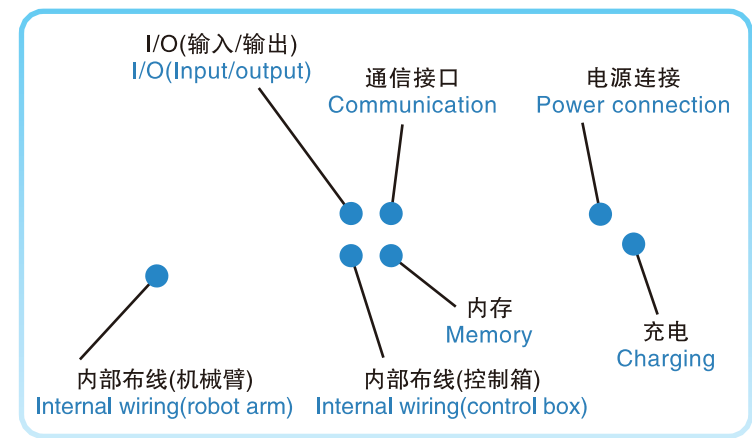 I/O(输入/输出)
I/O(Input/output)
通信接口
Communication
电源连接
Power connection
内存
Memory
充电
Charging
内部布线(机械臂)
Internal wiring(robot arm)
内部布线(控制箱)
Internal wiring(control box)